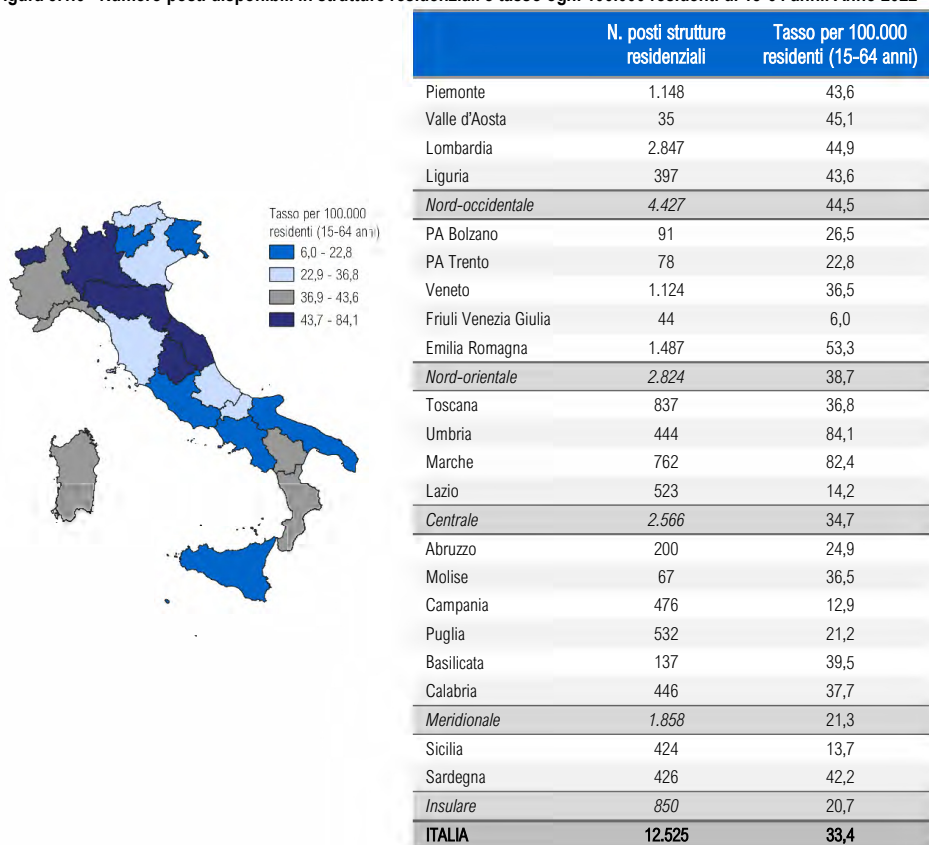 N. posti strutture residenziali
Tasso per 100.000 residenti (15-64 anni)
Piemonte 1.148 43,6
Valle d'Aosta 35 45,1
Lombardia 2.847 44,9
Liguria 397 43,6
Nord-occidentale 4.427 44,5
PA Bolzano 91 26,5
PA Trento 78 22,8
Veneto 1.124 36,5
Friuli Venezia Giulia 44 6,0
Emilia Romagna 1.487 53,3
Nord-orientale 2.824 38,7
Toscana 837 36,8
Umbria 444 84,1
Marche 762 82,4
Lazio 523 14,2
Centrale 2.566 34,7
Abruzzo 200 24,9
Molise 67 36,5
Campania 476 12,9
Puglia 532 21,2
Basilicata 137 39,5
Calabria 446 37,7
Meridionale 1.858 21,3
Sicilia 424 13,7
Sardegna 426 42,2
Insulare 850 20,7
ITALIA 12.525 33,4
Tasso per 100.000
residenti (15-64 anni)
6,0 - 22,8
22,9 - 36,8
36,9 - 43,6
43,7 - 84,1